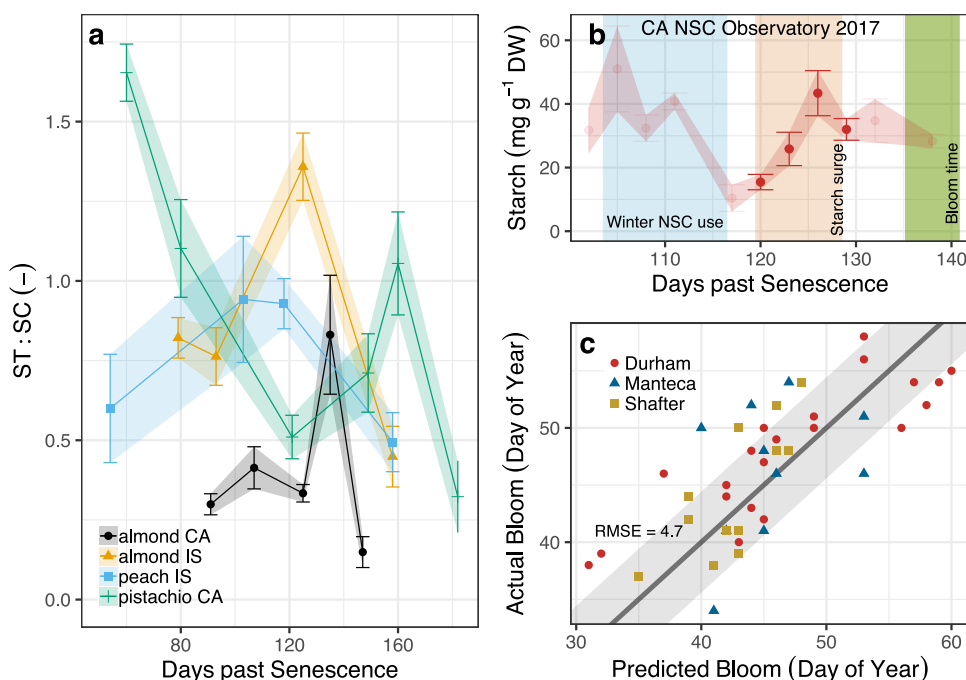 a
ST : SC (−)
1.5
1.0
0.5
0.0
almond CA
almond IS
peach IS
pistachio CA
80 120 160
Days past Senescence
b
CA NSC Observatory 2017
Starch (mg g⁻¹ DW)
60
40
20
0
Winter NSC use
Starch surge
Bloom time
110 120 130 140
Days past Senescence
c
Durham
Manteca
Shafter
Actual Bloom (Day of Year)
50
40
RMSE = 4.7
30 40 50 60
Predicted Bloom (Day of Year)